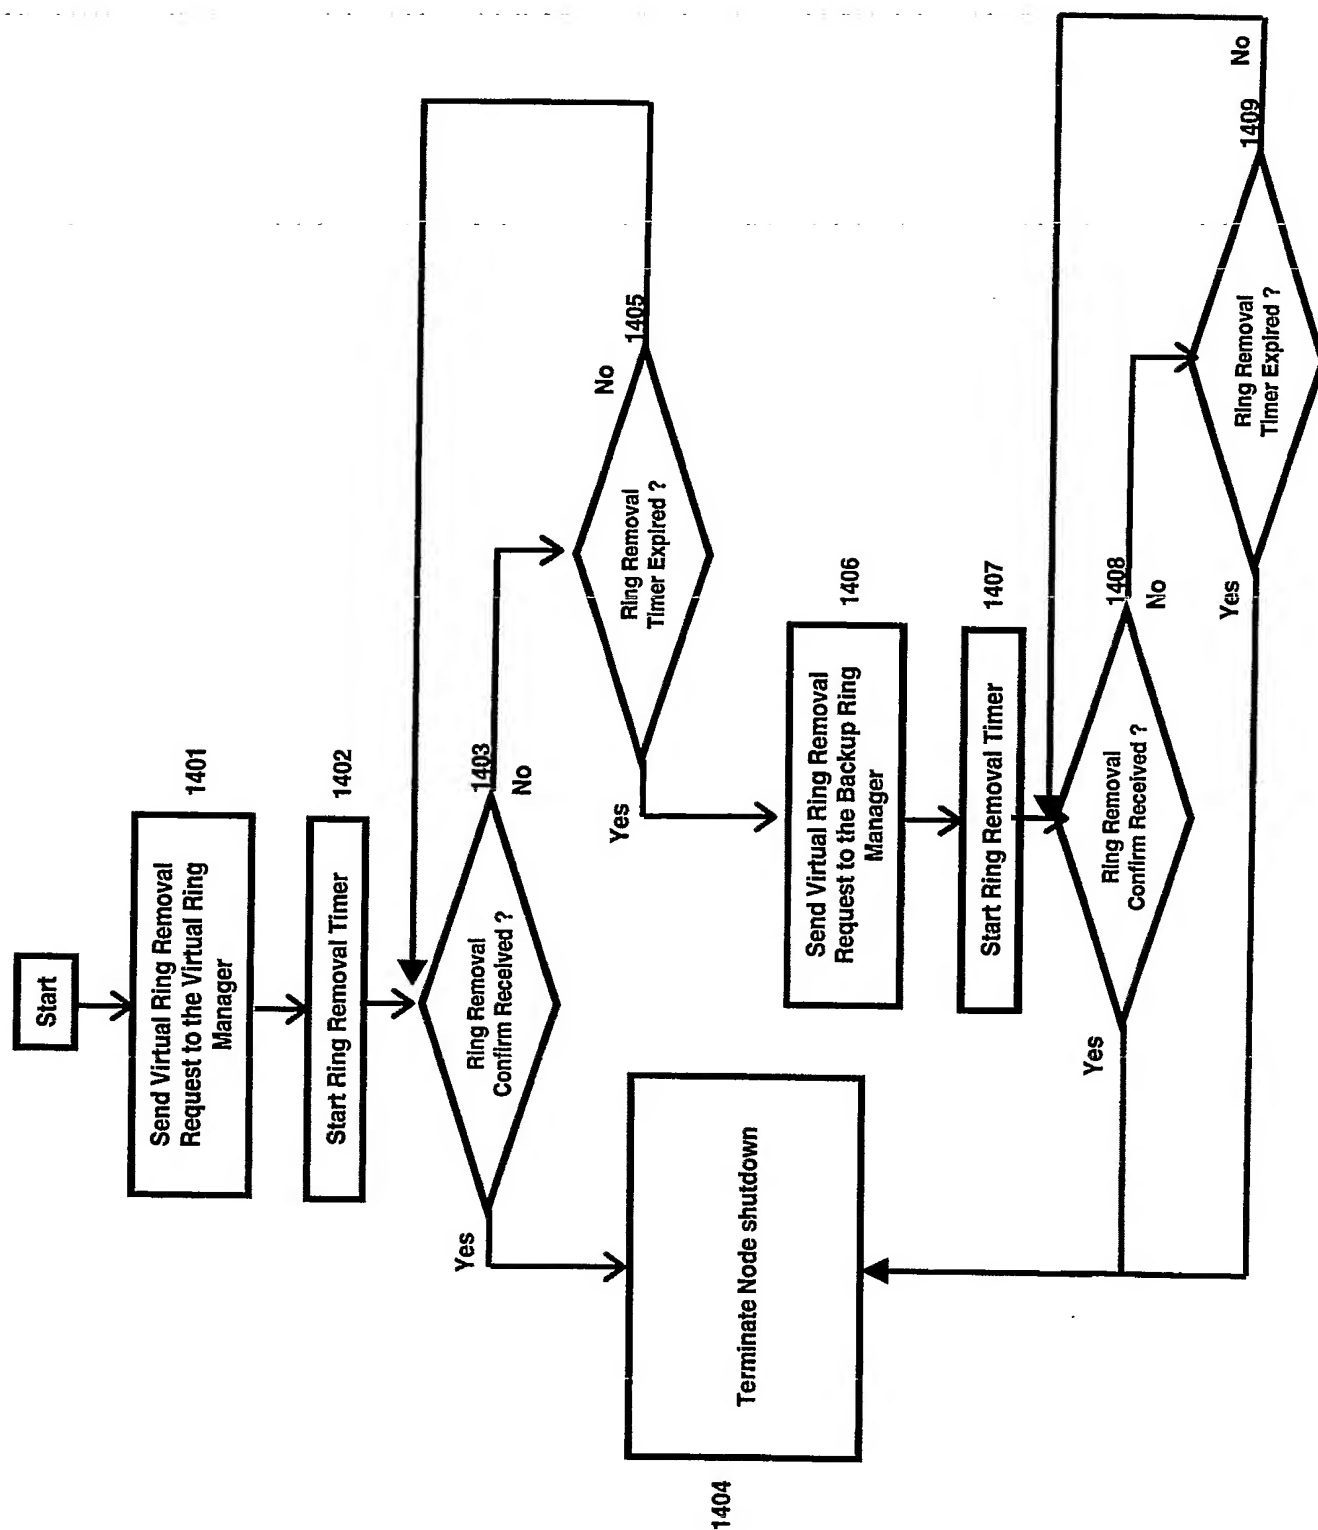 Start
Send Virtual Ring Removal
Request to the Virtual Ring
Manager
1401
Start Ring Removal Timer
1402
Ring Removal
Confirm Received ?
1403
Yes
No
Ring Removal
Timer Expired ?
1405
No
Yes
Terminate Node shutdown
1404
Send Virtual Ring Removal
Request to the Backup Ring
Manager
1406
Start Ring Removal Timer
1407
Ring Removal
Confirm Received ?
1408
Yes
No
Ring Removal
Timer Expired ?
1409
No
Yes